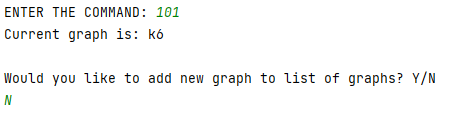 ENTER THE COMMAND: 101
Current graph is: k6
Would you like to add new graph to list of graphs? Y/N
N